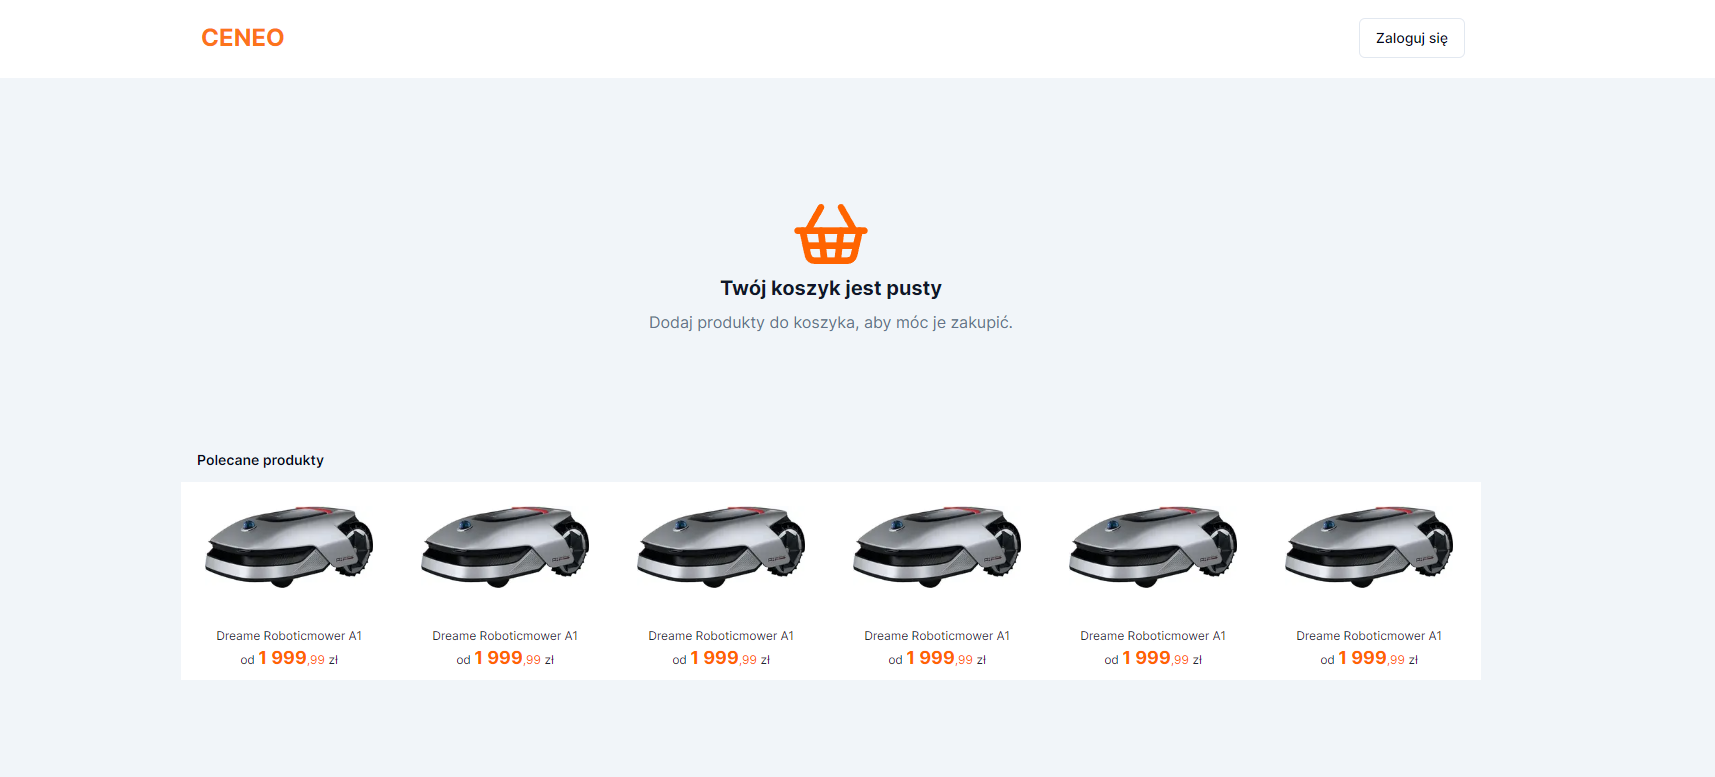 CENEO
Zaloguj się
Twój koszyk jest pusty
Dodaj produkty do koszyka, aby móc je zakupić.
Polecane produkty
Dreame Roboticmower A1
od 1 999,99 zł
Dreame Roboticmower A1
od 1 999,99 zł
Dreame Roboticmower A1
od 1 999,99 zł
Dreame Roboticmower A1
od 1 999,99 zł
Dreame Roboticmower A1
od 1 999,99 zł
Dreame Roboticmower A1
od 1 999,99 zł